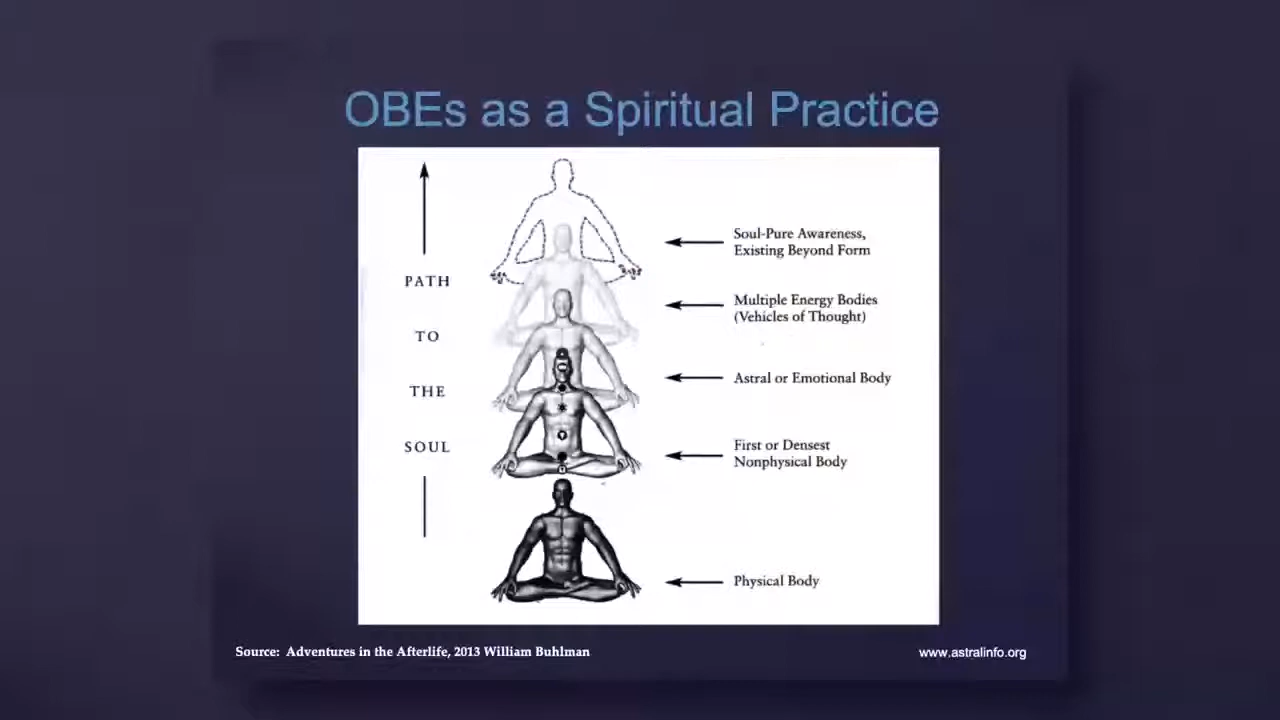 OBEs as a Spiritual Practice
PATH
TO
THE
SOUL
Soul-Pure Awareness,
Existing Beyond Form
Multiple Energy Bodies
(Vehicles of Thought)
Astral or Emotional Body
First or Densest
Nonphysical Body
Physical Body
Source: Adventures in the Afterlife, 2013 William Buhlman
www.astralinfo.org